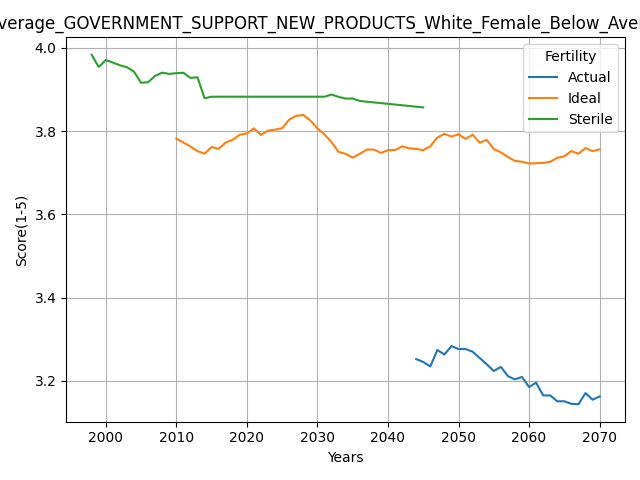 verage_GOVERNMENT_SUPPORT_NEW_PRODUCTS_White_Female_Below_Aver
Fertility
Actual
Ideal
Sterile
Score(1-5)
4.0
3.8
3.6
3.4
3.2
2000 2010 2020 2030 2040 2050 2060 2070
Years